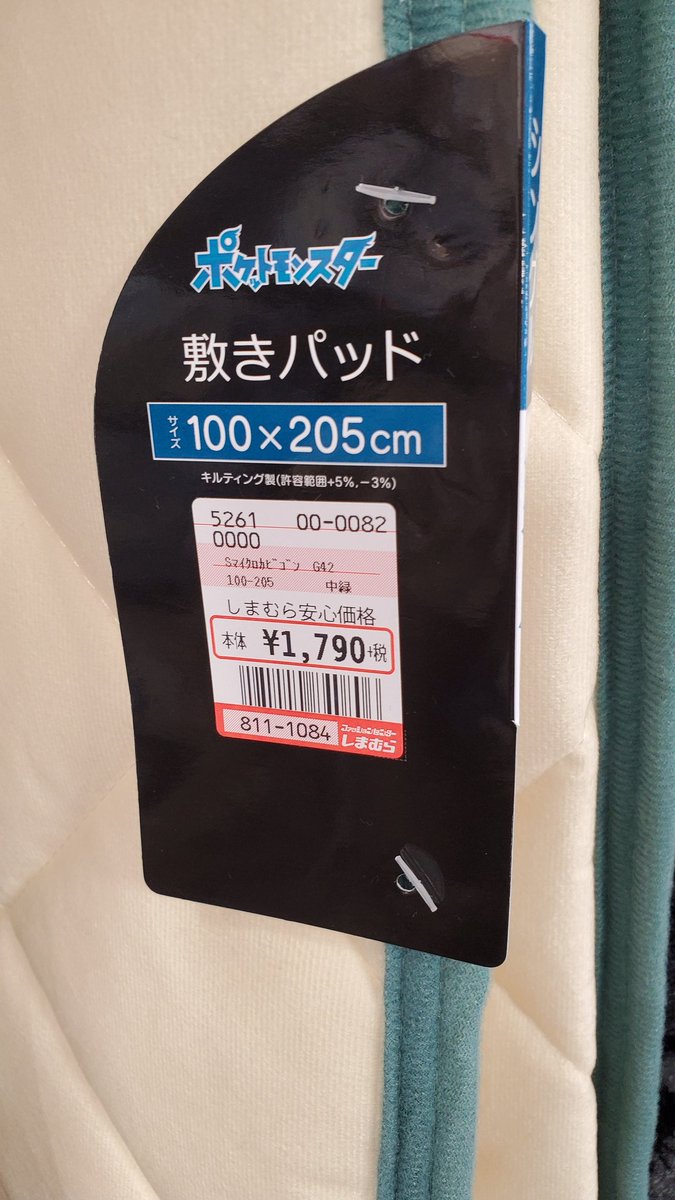 ポケットモンスター
敷きパッド
サイズ 100×205cm
キルティング製(許容範囲+5%,-3%)
5261 00-0082
0000
Sマイクロカビゴン G42
100-205 中緑
しまむら安心価格
本体 ¥1,790+税
811-1084 ファッションセンター
しまむら